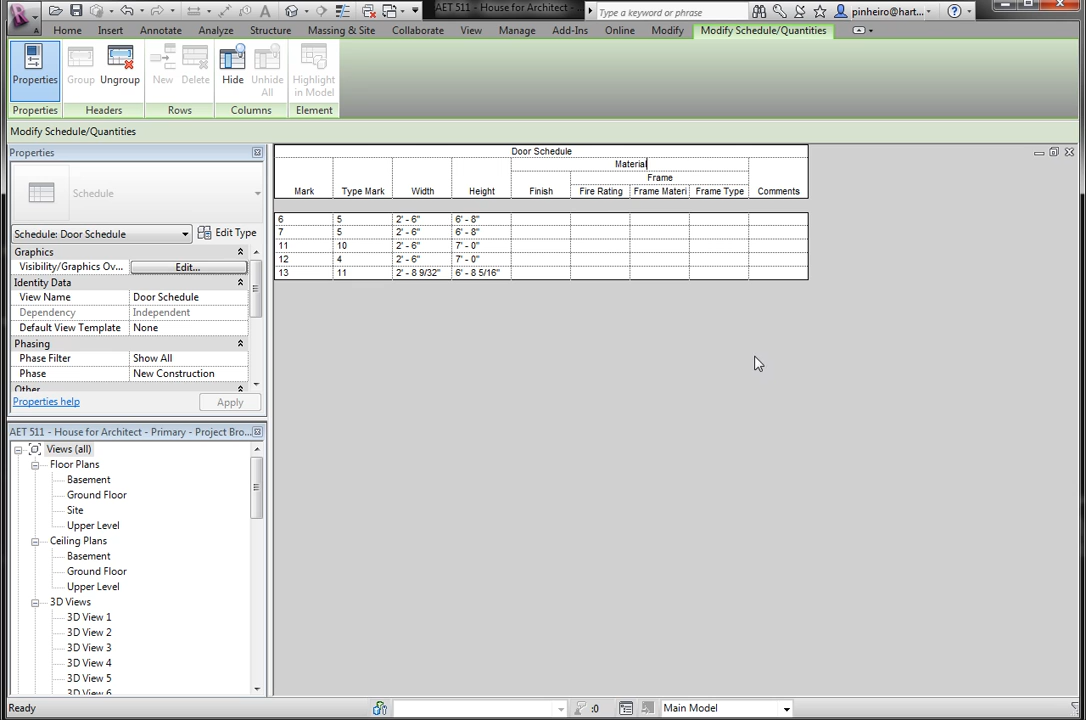 AET 511 - House for Architect - ...
Type a keyword or phrase
pinheiro@hart...
Home Insert Annotate Analyze Structure Massing & Site Collaborate View Manage Add-Ins Online Modify Modify Schedule/Quantities
Properties Group Ungroup New Delete Hide Unhide All Highlight in Model
Properties Headers Rows Columns Element
Modify Schedule/Quantities
Properties
Schedule
Schedule: Door Schedule Edit Type
Graphics
Visibility/Graphics Ov... Edit...
Identity Data
View Name Door Schedule
Dependency Independent
Default View Template None
Phasing
Phase Filter Show All
Phase New Construction
Other
Properties help Apply
AET 511 - House for Architect - Primary - Project Bro...
Views (all)
Floor Plans
Basement
Ground Floor
Site
Upper Level
Ceiling Plans
Basement
Ground Floor
Upper Level
3D Views
3D View 1
3D View 2
3D View 3
3D View 4
3D View 5
3D View 6
Door Schedule
Material
Frame
Mark Type Mark Width Height Finish Fire Rating Frame Materi Frame Type Comments
6 5 2' - 6" 6' - 8"
7 5 2' - 6" 6' - 8"
11 10 2' - 6" 7' - 0"
12 4 2' - 6" 7' - 0"
13 11 2' - 8 9/32" 6' - 8 5/16"
Ready :0 Main Model